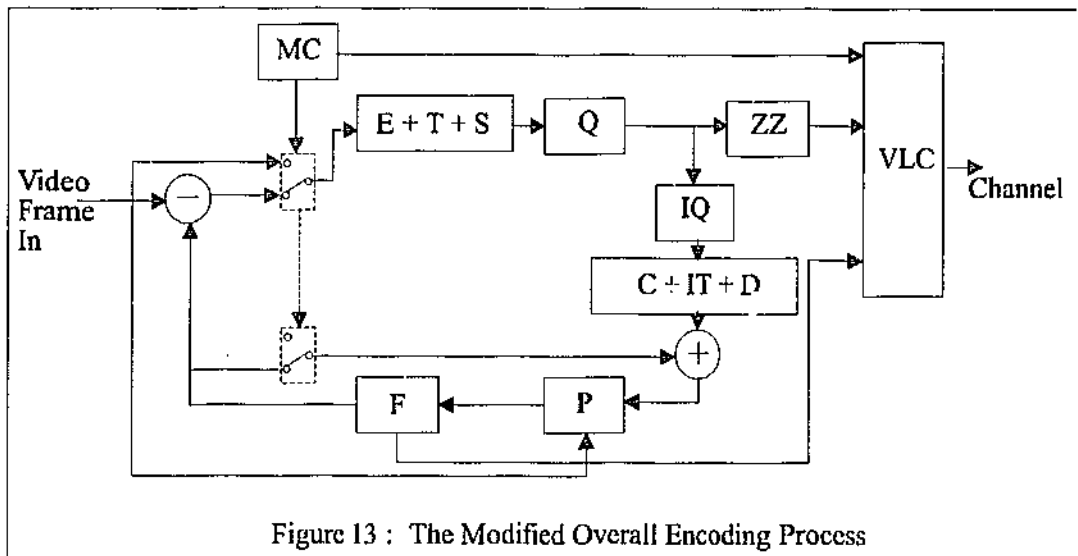 MC
E + T + S
Q
ZZ
VLC
Channel
Video
Frame
In
−
IQ
C + IT + D
+
F
P
Figure 13 : The Modified Overall Encoding Process